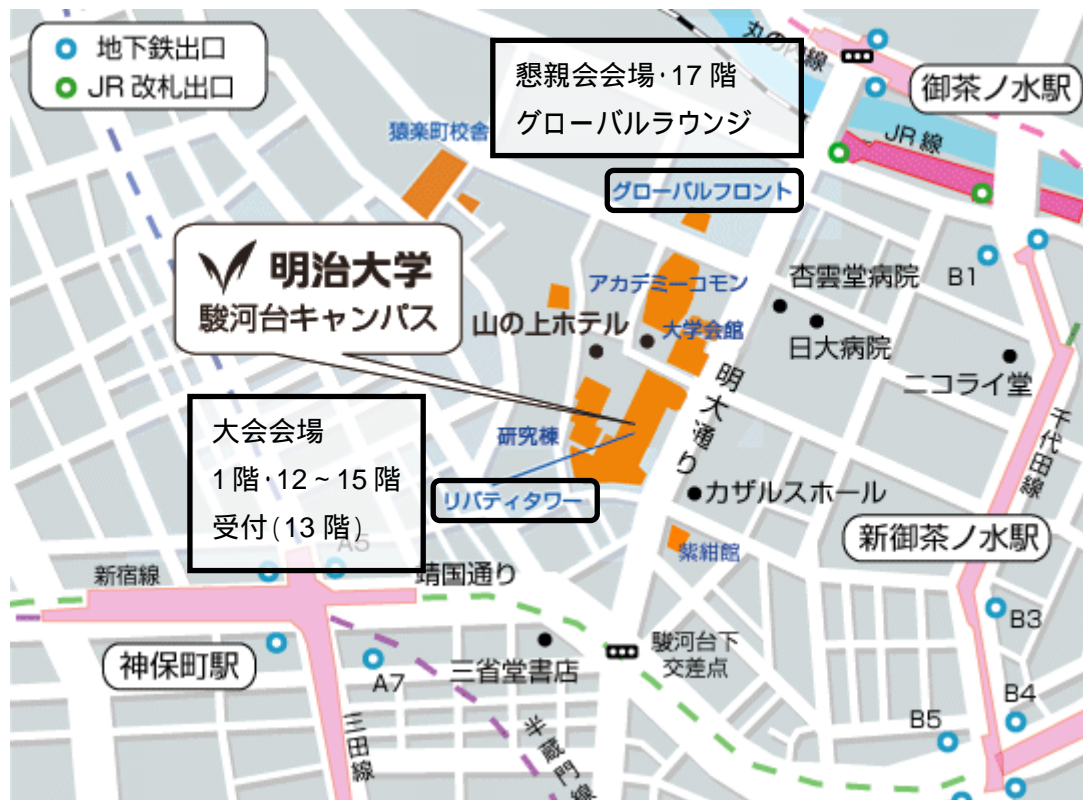 地下鉄出口
JR 改札出口
丸の内線
懇親会会場・17 階
グローバルラウンジ
御茶ノ水駅
JR 線
猿楽町校舎
グローバルフロント
明治大学
駿河台キャンパス
アカデミーコモン
杏雲堂病院
B1
山の上ホテル
大学会館
日大病院
ニコライ堂
明大通り
千代田線
大会会場
1 階・12 ~ 15 階
受付(13 階)
研究棟
リバティタワー
カザルスホール
新御茶ノ水駅
紫紺館
A5
新宿線
靖国通り
B3
神保町駅
A7
三省堂書店
駿河台下
交差点
B4
B5
三田線
半蔵門線